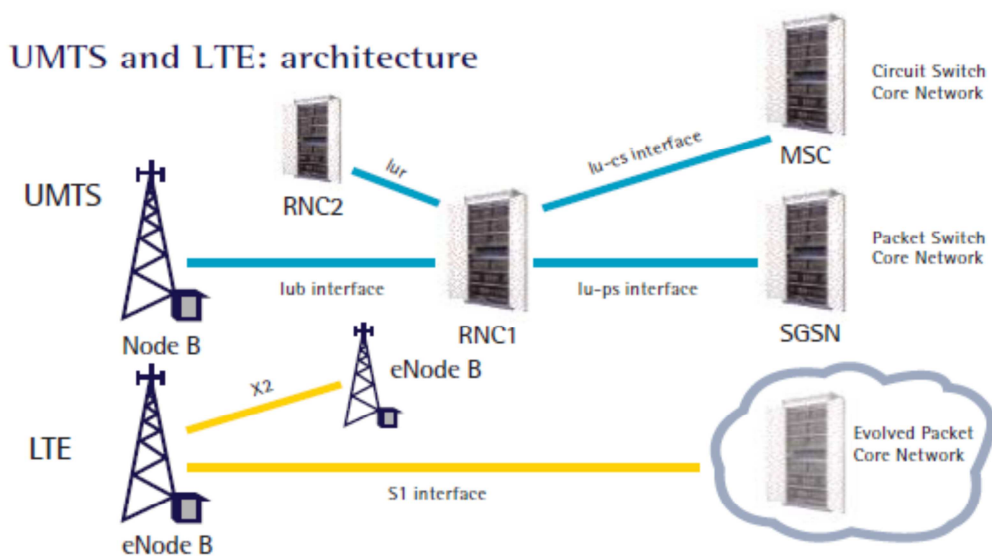 UMTS and LTE: architecture
Circuit Switch
Core Network
Iu-cs interface
MSC
Iur
RNC2
UMTS
Packet Switch
Core Network
Iub interface
Iu-ps interface
RNC1
SGSN
Node B
eNode B
X2
LTE
Evolved Packet
Core Network
S1 interface
eNode B